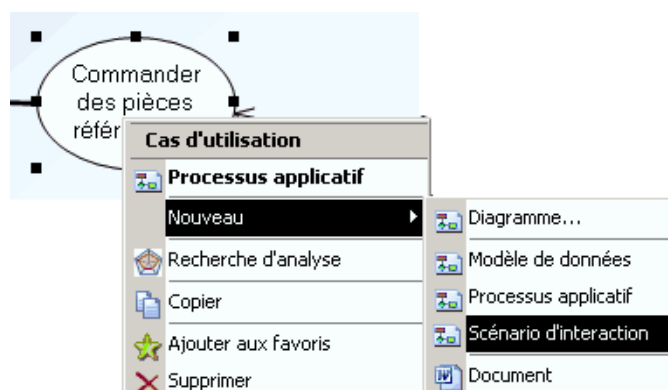 Commander
des pièces
référ
Cas d'utilisation
Processus applicatif
Nouveau
Recherche d'analyse
Copier
Ajouter aux favoris
Supprimer
Diagramme...
Modèle de données
Processus applicatif
Scénario d'interaction
Document